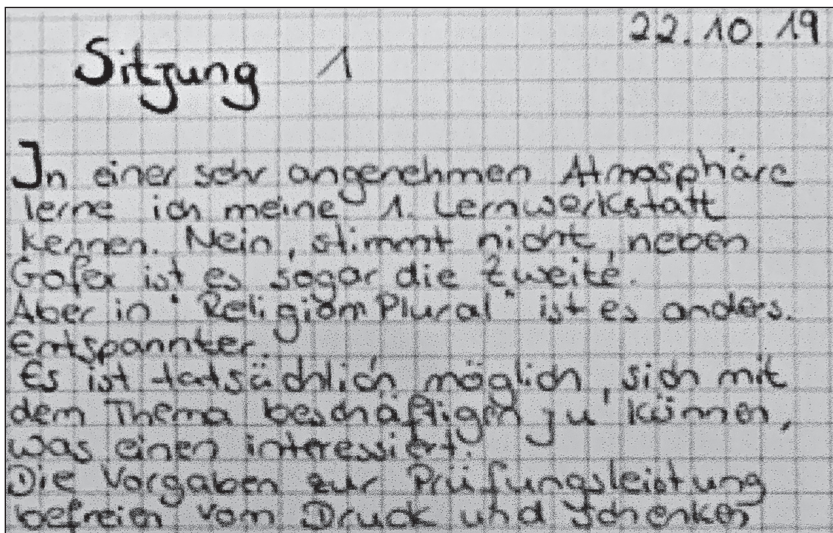 22.10.19
Sitzung 1
In einer sehr angenehmen Atmosphäre
lerne ich meine 1. Lernwerkstatt
kennen. Nein, stimmt nicht, neben
Gofex ist es sogar die zweite.
Aber in "ReligionPlural" ist es anders.
Entspannter.
Es ist tatsächlich möglich, sich mit
dem Thema beschäftigen zu können,
was einen interessiert.
Die Vorgaben zur Prüfungsleistung
befreien vom Druck und schenken